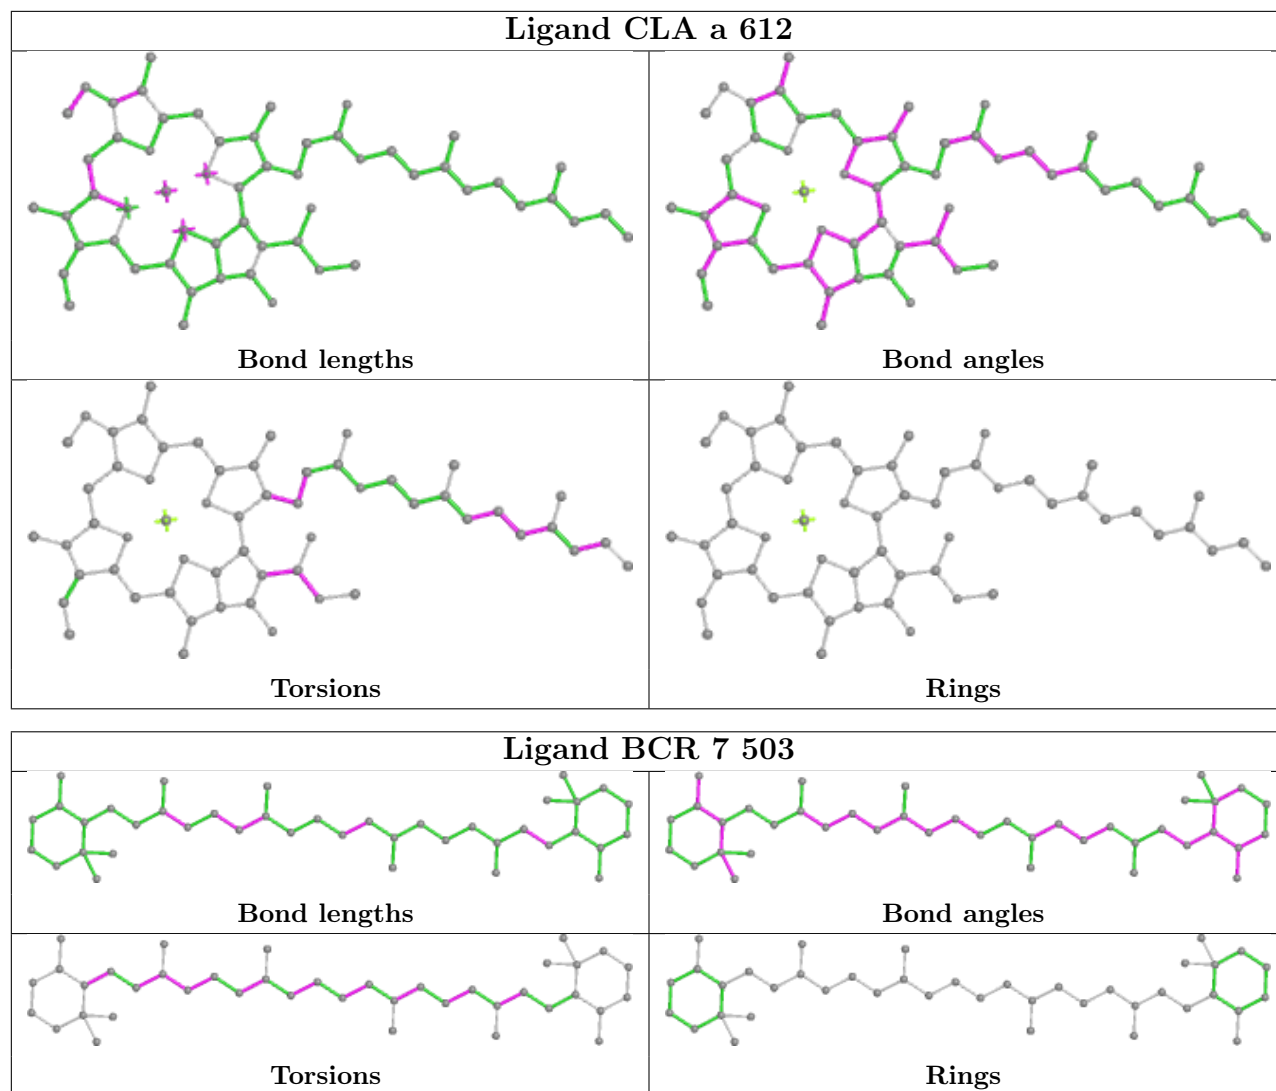 Ligand CLA a 612
Bond lengths
Bond angles
Torsions
Rings
Ligand BCR 7 503
Bond lengths
Bond angles
Torsions
Rings